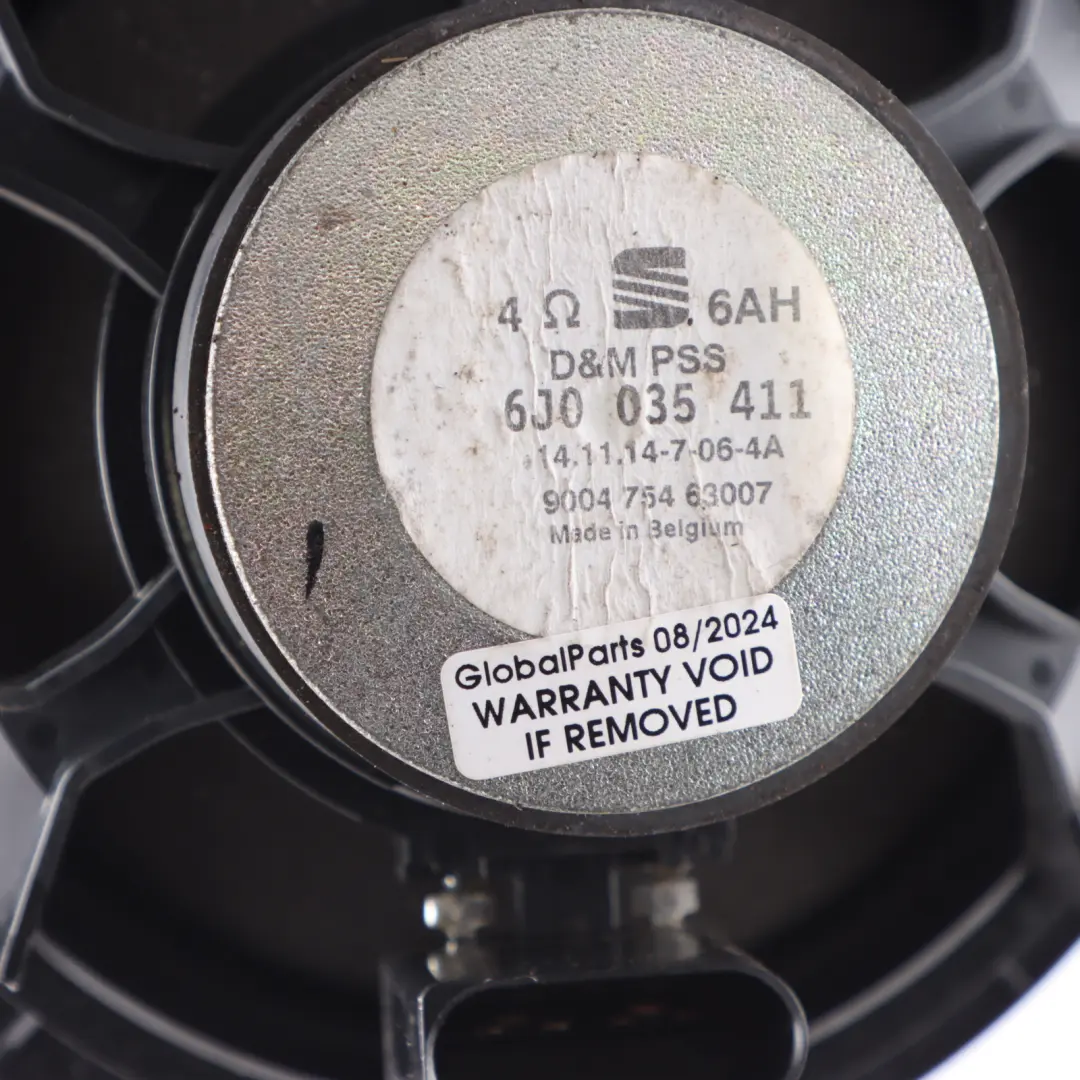 4 Ω S. 6AH
D&M PSS
6J0 035 411
14.11.14-7-06-4A
9004 754 63007
Made in Belgium
GlobalParts 08/2024
WARRANTY VOID
IF REMOVED